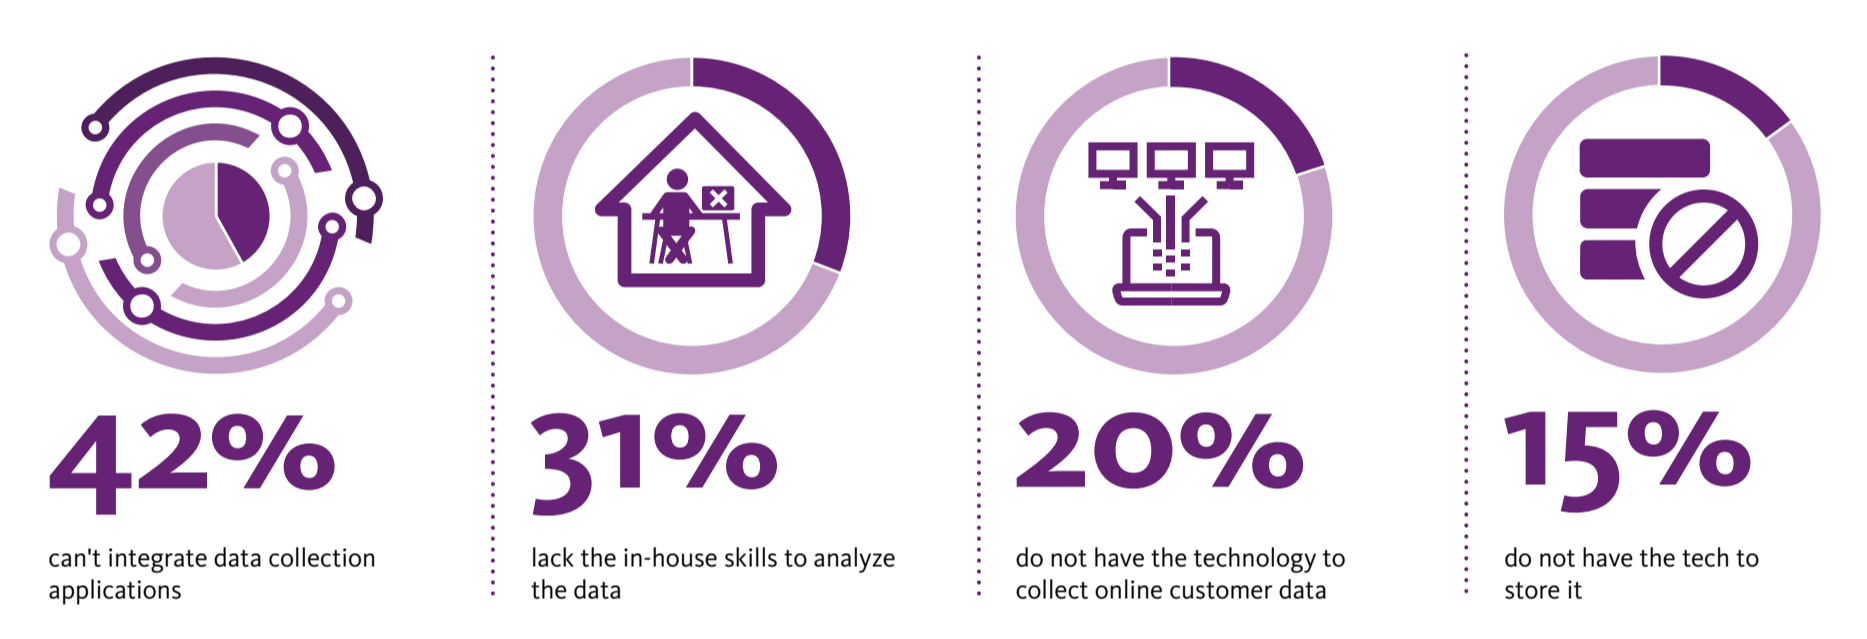 42%
can't integrate data collection
applications
31%
lack the in-house skills to analyze
the data
20%
do not have the technology to
collect online customer data
15%
do not have the tech to
store it